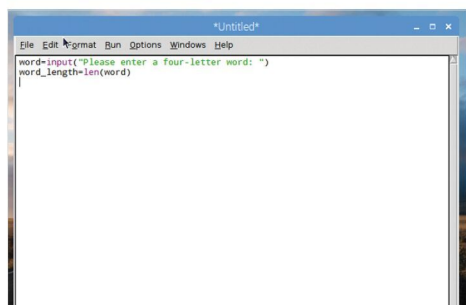 *Untitled*
File Edit Format Run Options Windows Help
word=input("Please enter a four-letter word: ")
word_length=len(word)